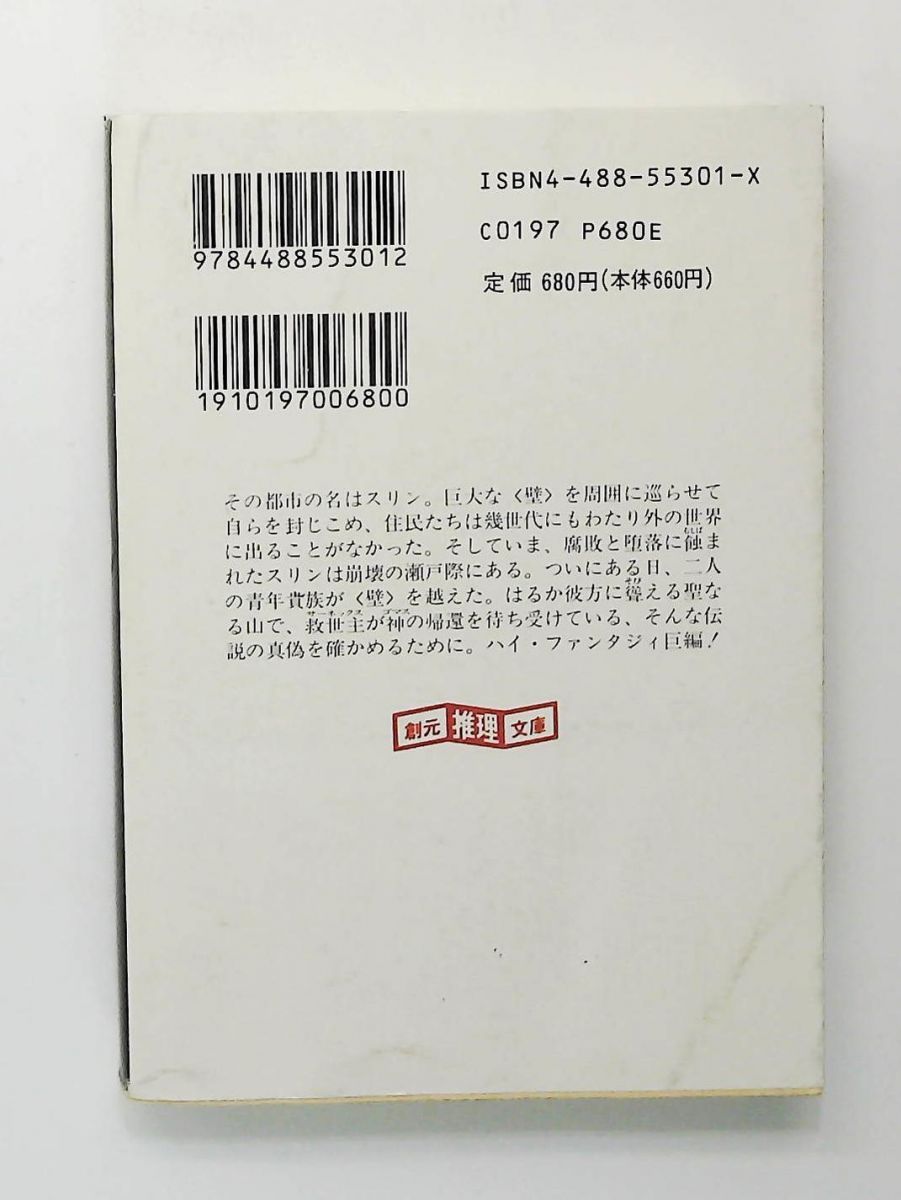 9784488553012
ISBN4-488-55301-X
C0197 P680E
定価 680円(本体660円)
1910197006800
その都市の名はスリン。巨大な〈壁〉を周囲に巡らせて
自らを封じこめ、住民たちは幾世代にもわたり外の世界
に出ることがなかった。そしていま、腐敗と堕落に蝕ま
れたスリンは崩壊の瀬戸際にある。ついにある日、二人
の青年貴族が〈壁〉を越えた。はるか彼方に聳える聖な
る山で、救世主が神の帰還を待ち受けている、そんな伝
説の真偽を確かめるために。ハイ・ファンタジィ巨編!
創元推理文庫